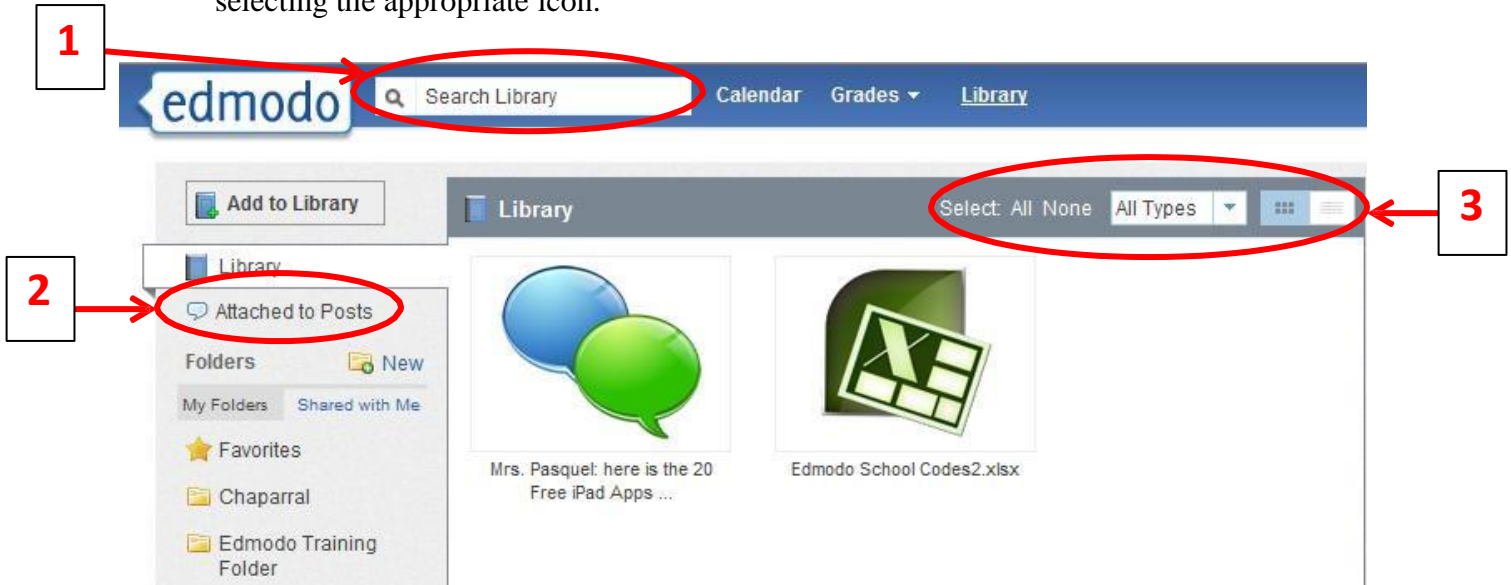 selecting the appropriate icon.
1
edmodo
Search Library
Calendar Grades Library
Add to Library
Library
Select: All None All Types
3
Library
2
Attached to Posts
Folders New
My Folders Shared with Me
Favorites
Chaparral
Edmodo Training
Folder
Mrs. Pasquel: here is the 20
Free iPad Apps ...
Edmodo School Codes2.xlsx